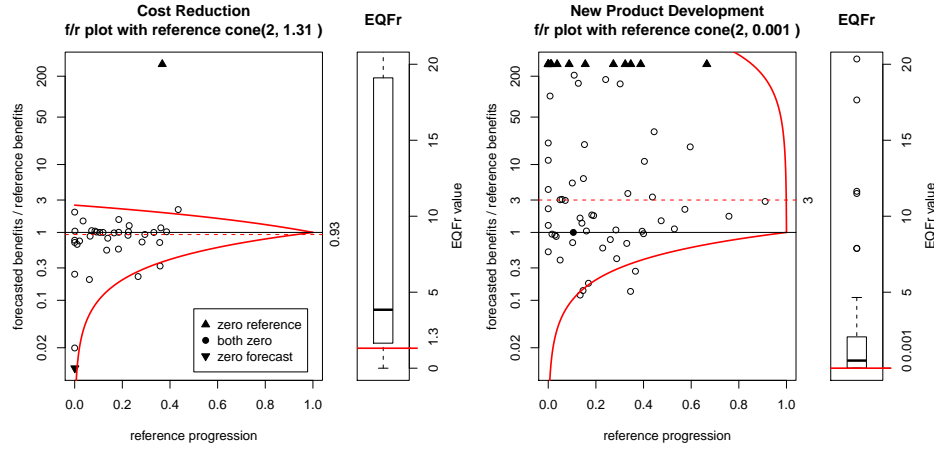 Cost Reduction
f/r plot with reference cone(2, 1.31 )
forecasted benefits / reference benefits
200
50
10
3
1
0.3
0.1
0.02
0.93
zero reference
both zero
zero forecast
0.0 0.2 0.4 0.6 0.8 1.0
reference progression
EQFr
20
15
10
5
1.3
0
EQFr value
New Product Development
f/r plot with reference cone(2, 0.001 )
forecasted benefits / reference benefits
200
50
10
3
1
0.3
0.1
0.02
3
0.0 0.2 0.4 0.6 0.8 1.0
reference progression
EQFr
20
15
10
5
0.001
EQFr value